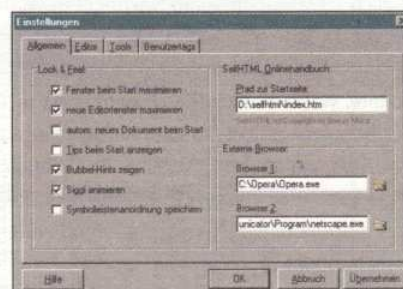 Einstellungen
Allgemein Editor Tools Benutzertags
Look & Feel
Fenster beim Start maximieren
neue Editorfenster maximieren
autom. neues Dokument beim Start
Tips beim Start anzeigen
Bubbel-Hints zeigen
Siggi animieren
Symbolleistenanordnung speichern
SelfHTML Onlinehandbuch
Pfad zur Startseite
D:\selfhtml\index.htm
Externe Browser
Browser 1:
C:\Opera\Opera.exe
Browser 2:
unicator\Program\netscape.exe
Hilfe OK Abbruch Übernehmen